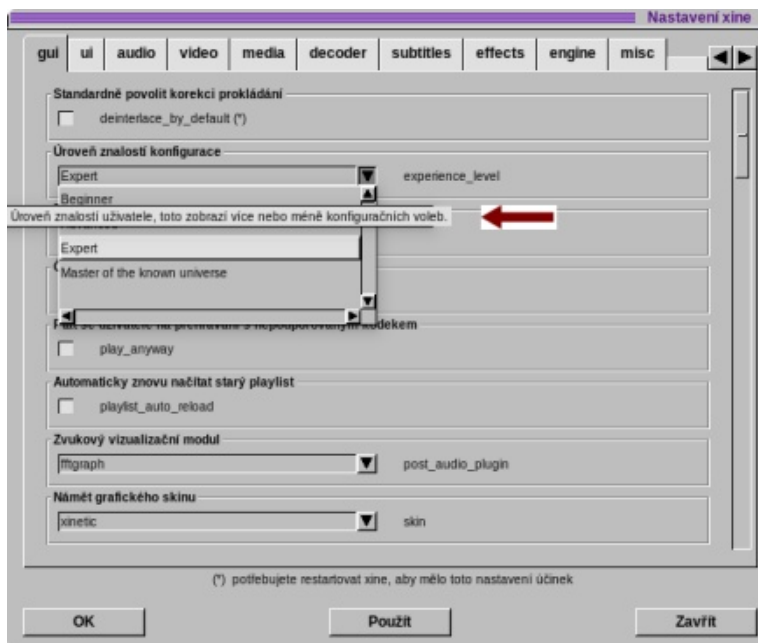 Nastavení xine
gui ui audio video media decoder subtitles effects engine misc
Standardně povolit korekci prokládání
deinterlace_by_default (*)
Úroveň znalostí konfigurace
Expert experience_level
Beginner
Úroveň znalostí uživatele, toto zobrazí více nebo méně konfiguračních voleb.
Expert
Master of the known universe
play_anyway
Automaticky znovu načítat starý playlist
playlist_auto_reload
Zvukový vizualizační modul
fftgraph post_audio_plugin
Námět grafického skinu
xinetic skin
(*) potřebujete restartovat xine, aby mělo toto nastavení účinek
OK Použít Zavřít